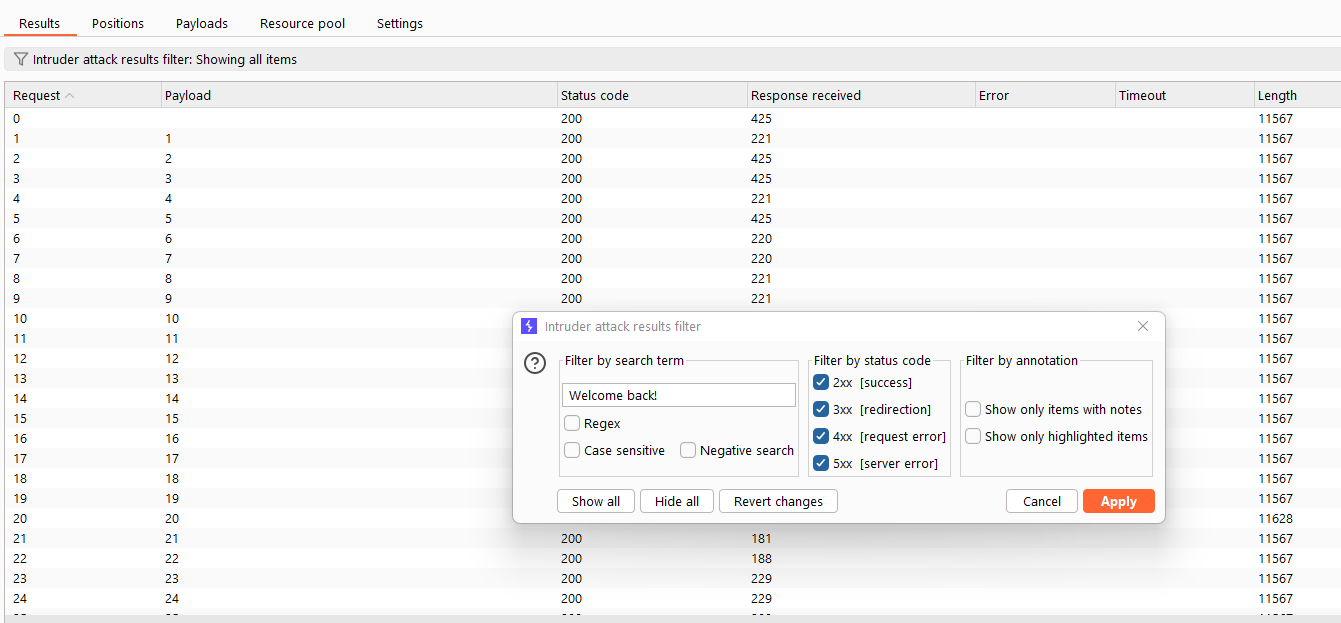 Results Positions Payloads Resource pool Settings
Intruder attack results filter: Showing all items
Request Payload Status code Response received Error Timeout Length
0 200 425 11567
1 1 200 221 11567
2 2 200 425 11567
3 3 200 425 11567
4 4 200 221 11567
5 5 200 425 11567
6 6 200 220 11567
7 7 200 220 11567
8 8 200 221 11567
9 9 200 221 11567
10 10 11567
11 11 11567
12 12 11567
13 13 11567
14 14 11567
15 15 11567
16 16 11567
17 17 11567
18 18 11567
19 19 11567
20 20 11628
21 21 200 181 11567
22 22 200 188 11567
23 23 200 229 11567
24 24 200 229 11567
Intruder attack results filter
?
Filter by search term
Welcome back!
Regex
Case sensitive Negative search
Filter by status code
2xx [success]
3xx [redirection]
4xx [request error]
5xx [server error]
Filter by annotation
Show only items with notes
Show only highlighted items
Show all Hide all Revert changes Cancel Apply